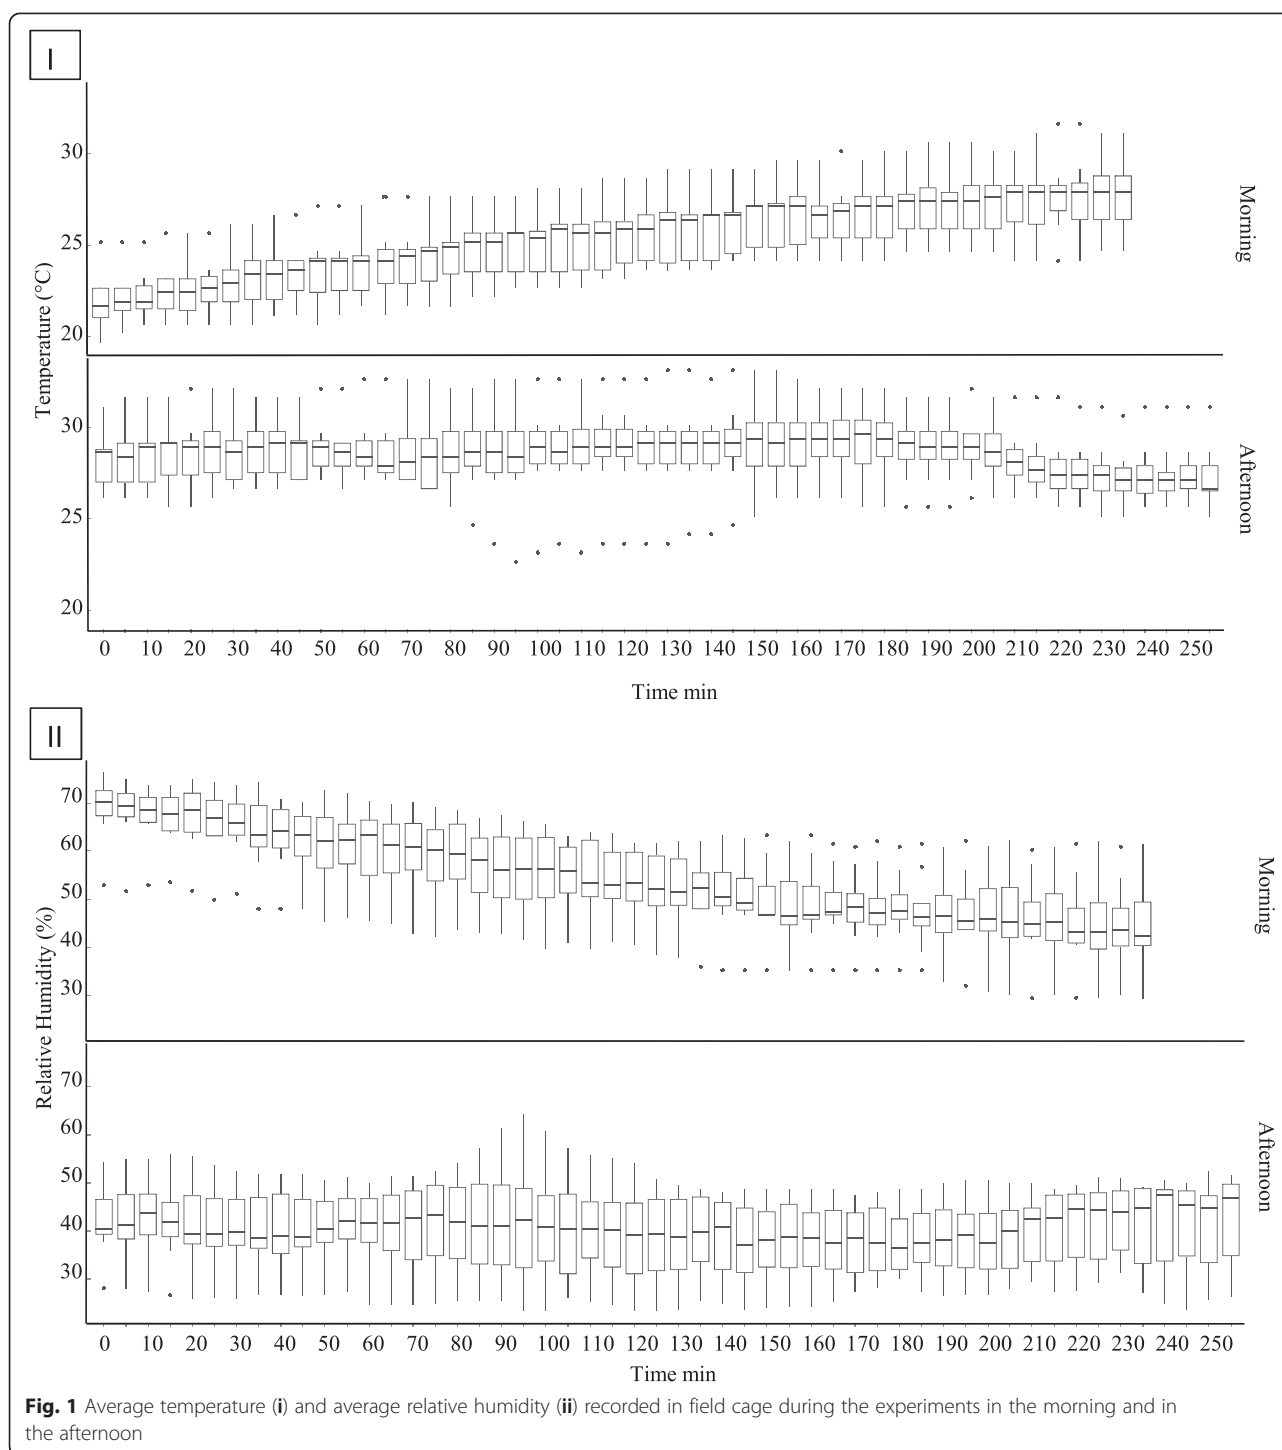 I
30
25
20
Morning
Temperature (°C)
30
25
20
Afternoon
0 10 20 30 40 50 60 70 80 90 100 110 120 130 140 150 160 170 180 190 200 210 220 230 240 250
Time min
II
70
60
50
40
30
Morning
Relative Humidity (%)
70
60
50
40
30
Afternoon
0 10 20 30 40 50 60 70 80 90 100 110 120 130 140 150 160 170 180 190 200 210 220 230 240 250
Time min
Fig. 1 Average temperature (i) and average relative humidity (ii) recorded in field cage during the experiments in the morning and in
the afternoon